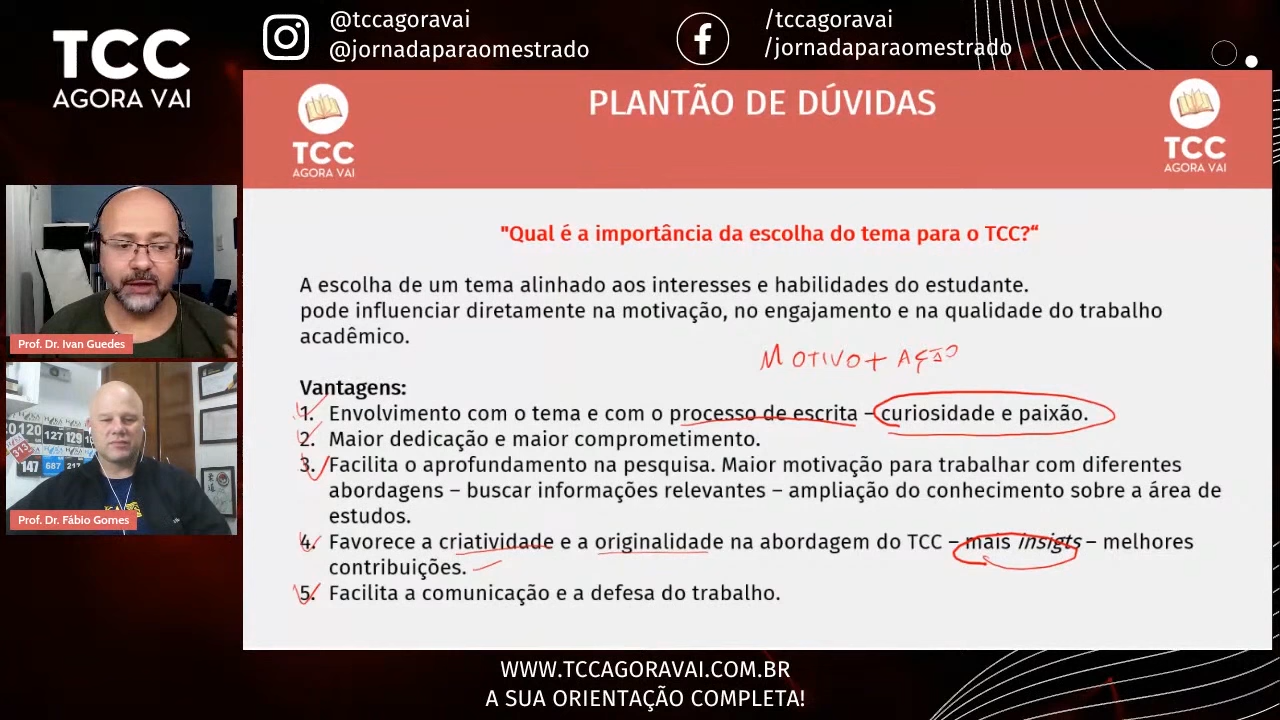 TCC
AGORA VAI
@tccagoravai
@jornadaparaomestrado
/tccagoravai
/jornadaparaomestrado
TCC
AGORA VAI
PLANTÃO DE DÚVIDAS
TCC
AGORA VAI
Prof. Dr. Ivan Guedes
Prof. Dr. Fábio Gomes
"Qual é a importância da escolha do tema para o TCC?“
A escolha de um tema alinhado aos interesses e habilidades do estudante.
pode influenciar diretamente na motivação, no engajamento e na qualidade do trabalho
acadêmico.
MOTIVO + AÇÃO
Vantagens:
1. Envolvimento com o tema e com o processo de escrita – curiosidade e paixão.
2. Maior dedicação e maior comprometimento.
3. Facilita o aprofundamento na pesquisa. Maior motivação para trabalhar com diferentes
abordagens – buscar informações relevantes – ampliação do conhecimento sobre a área de
estudos.
4. Favorece a criatividade e a originalidade na abordagem do TCC – mais insigts – melhores
contribuições.
5. Facilita a comunicação e a defesa do trabalho.
WWW.TCCAGORAVAI.COM.BR
A SUA ORIENTAÇÃO COMPLETA!